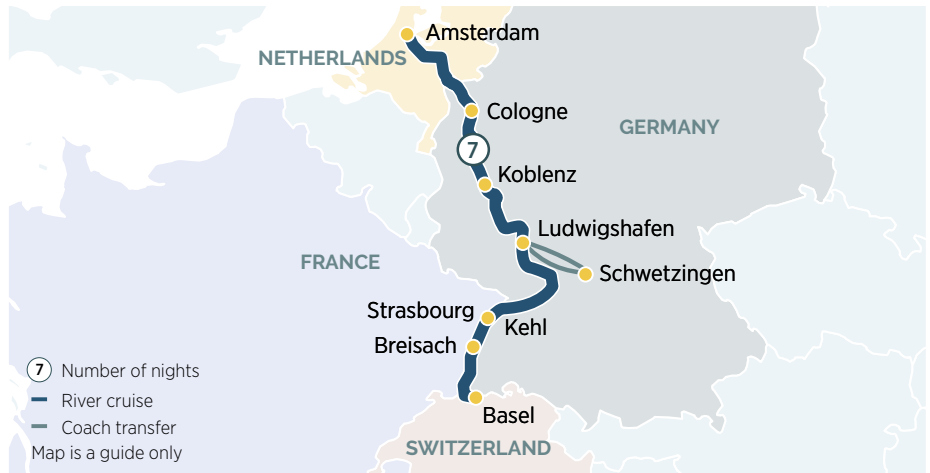 Amsterdam
NETHERLANDS
Cologne
GERMANY
7
Koblenz
Ludwigshafen
FRANCE
Schwetzingen
Strasbourg
Kehl
Breisach
7 Number of nights
River cruise
Basel
Coach transfer
SWITZERLAND
Map is a guide only